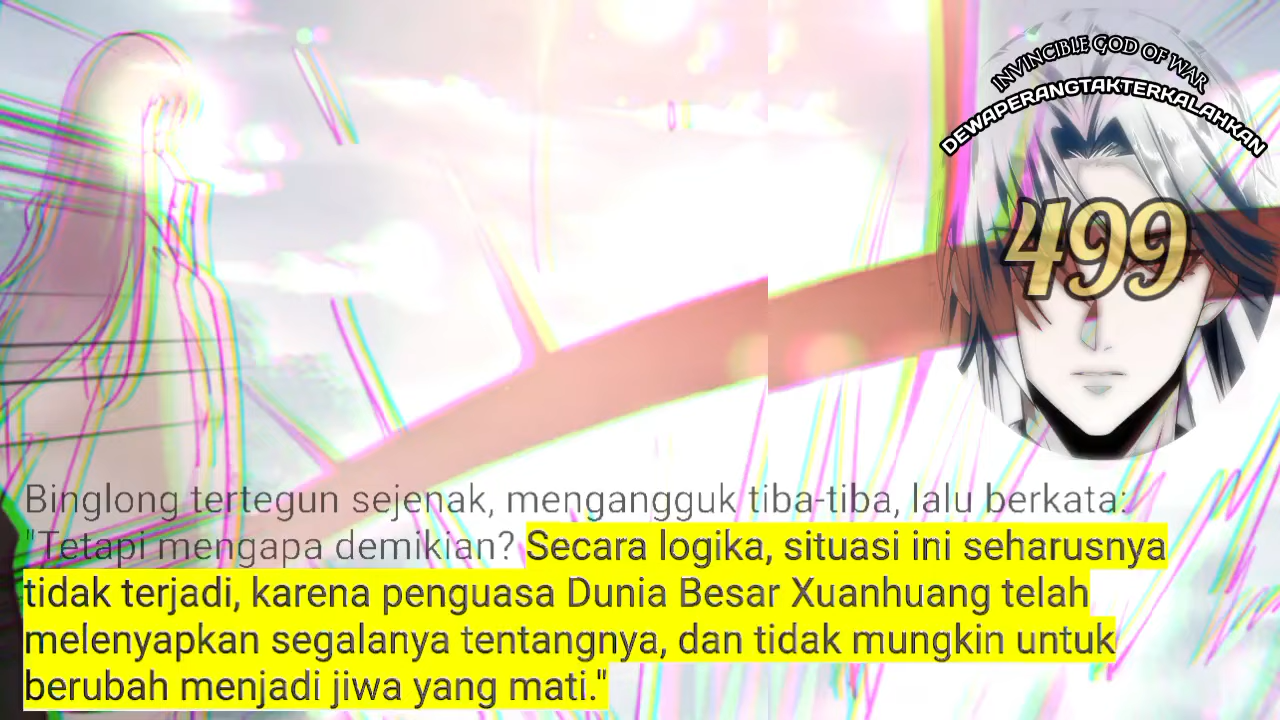 INVINCIBLE GOD OF WAR
DEWAPERANGTAKTERKALAHKAN
499
Binglong tertegun sejenak, mengangguk tiba-tiba, lalu berkata:
"Tetapi mengapa demikian? Secara logika, situasi ini seharusnya
tidak terjadi, karena penguasa Dunia Besar Xuanhuang telah
melenyapkan segalanya tentangnya, dan tidak mungkin untuk
berubah menjadi jiwa yang mati."